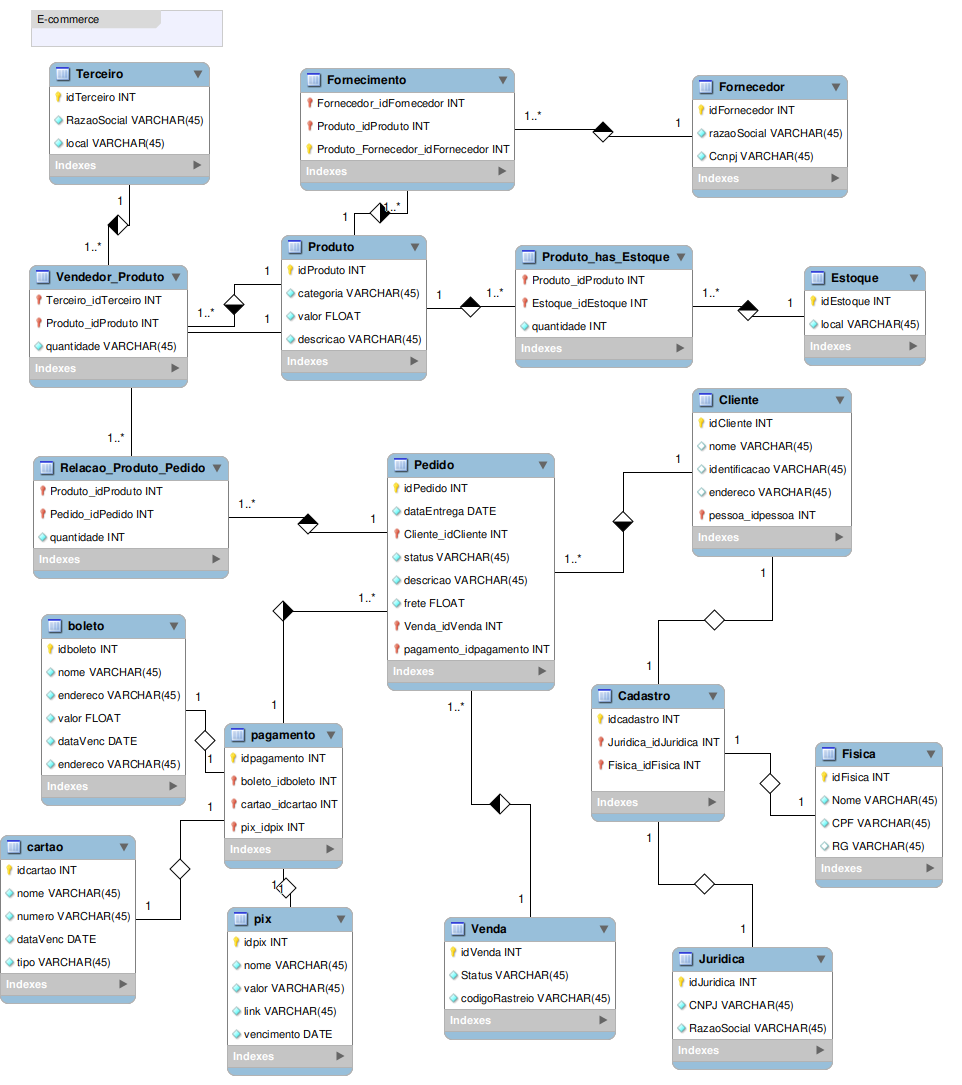 E-commerce
Terceiro
idTerceiro INT
RazaoSocial VARCHAR(45)
local VARCHAR(45)
Indexes
Fornecimento
Fornecedor_idFornecedor INT
Produto_idProduto INT
Produto_Fornecedor_idFornecedor INT
Indexes
Fornecedor
idFornecedor INT
razaoSocial VARCHAR(45)
Ccnpj VARCHAR(45)
Indexes
1..*
1
1
1..*
1
1..*
Vendedor_Produto
Terceiro_idTerceiro INT
Produto_idProduto INT
quantidade VARCHAR(45)
Indexes
1
1..*
1
Produto
idProduto INT
categoria VARCHAR(45)
valor FLOAT
descricao VARCHAR(45)
Indexes
1
1..*
Produto_has_Estoque
Produto_idProduto INT
Estoque_idEstoque INT
quantidade INT
Indexes
1..*
1
Estoque
idEstoque INT
local VARCHAR(45)
Indexes
1..*
Relacao_Produto_Pedido
Produto_idProduto INT
Pedido_idPedido INT
quantidade INT
Indexes
1..*
1
Pedido
idPedido INT
dataEntrega DATE
Cliente_idCliente INT
status VARCHAR(45)
descricao VARCHAR(45)
frete FLOAT
Venda_idVenda INT
pagamento_idpagamento INT
Indexes
1
1..*
Cliente
idCliente INT
nome VARCHAR(45)
identificacao VARCHAR(45)
endereco VARCHAR(45)
pessoa_idpessoa INT
Indexes
1
1
1..*
1
boleto
idboleto INT
nome VARCHAR(45)
endereco VARCHAR(45)
valor FLOAT
dataVenc DATE
endereco VARCHAR(45)
Indexes
1
1
pagamento
idpagamento INT
boleto_idboleto INT
cartao_idcartao INT
pix_idpix INT
Indexes
1..*
1
Cadastro
idcadastro INT
Juridica_idJuridica INT
Fisica_idFisica INT
Indexes
1
1
Fisica
idFisica INT
Nome VARCHAR(45)
CPF VARCHAR(45)
RG VARCHAR(45)
Indexes
1
1
cartao
idcartao INT
nome VARCHAR(45)
numero VARCHAR(45)
dataVenc DATE
tipo VARCHAR(45)
Indexes
1
1
1
1
pix
idpix INT
nome VARCHAR(45)
valor VARCHAR(45)
link VARCHAR(45)
vencimento DATE
Indexes
Venda
idVenda INT
Status VARCHAR(45)
codigoRastreio VARCHAR(45)
Indexes
Juridica
idJuridica INT
CNPJ VARCHAR(45)
RazaoSocial VARCHAR(45)
Indexes